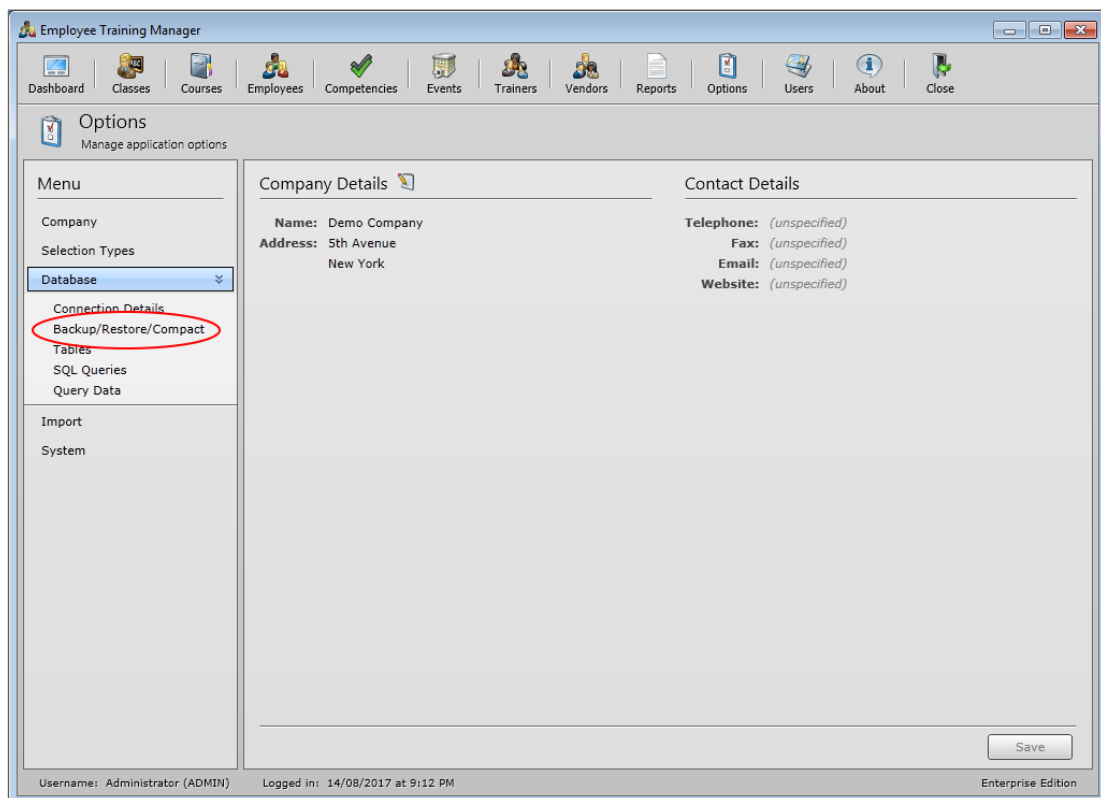 Employee Training Manager
Dashboard Classes Courses Employees Competencies Events Trainers Vendors Reports Options Users About Close
Options
Manage application options
Menu
Company
Selection Types
Database
Connection Details
Backup/Restore/Compact
Tables
SQL Queries
Query Data
Import
System
Company Details
Name: Demo Company
Address: 5th Avenue
New York
Contact Details
Telephone: (unspecified)
Fax: (unspecified)
Email: (unspecified)
Website: (unspecified)
Save
Username: Administrator (ADMIN) Logged in: 14/08/2017 at 9:12 PM Enterprise Edition